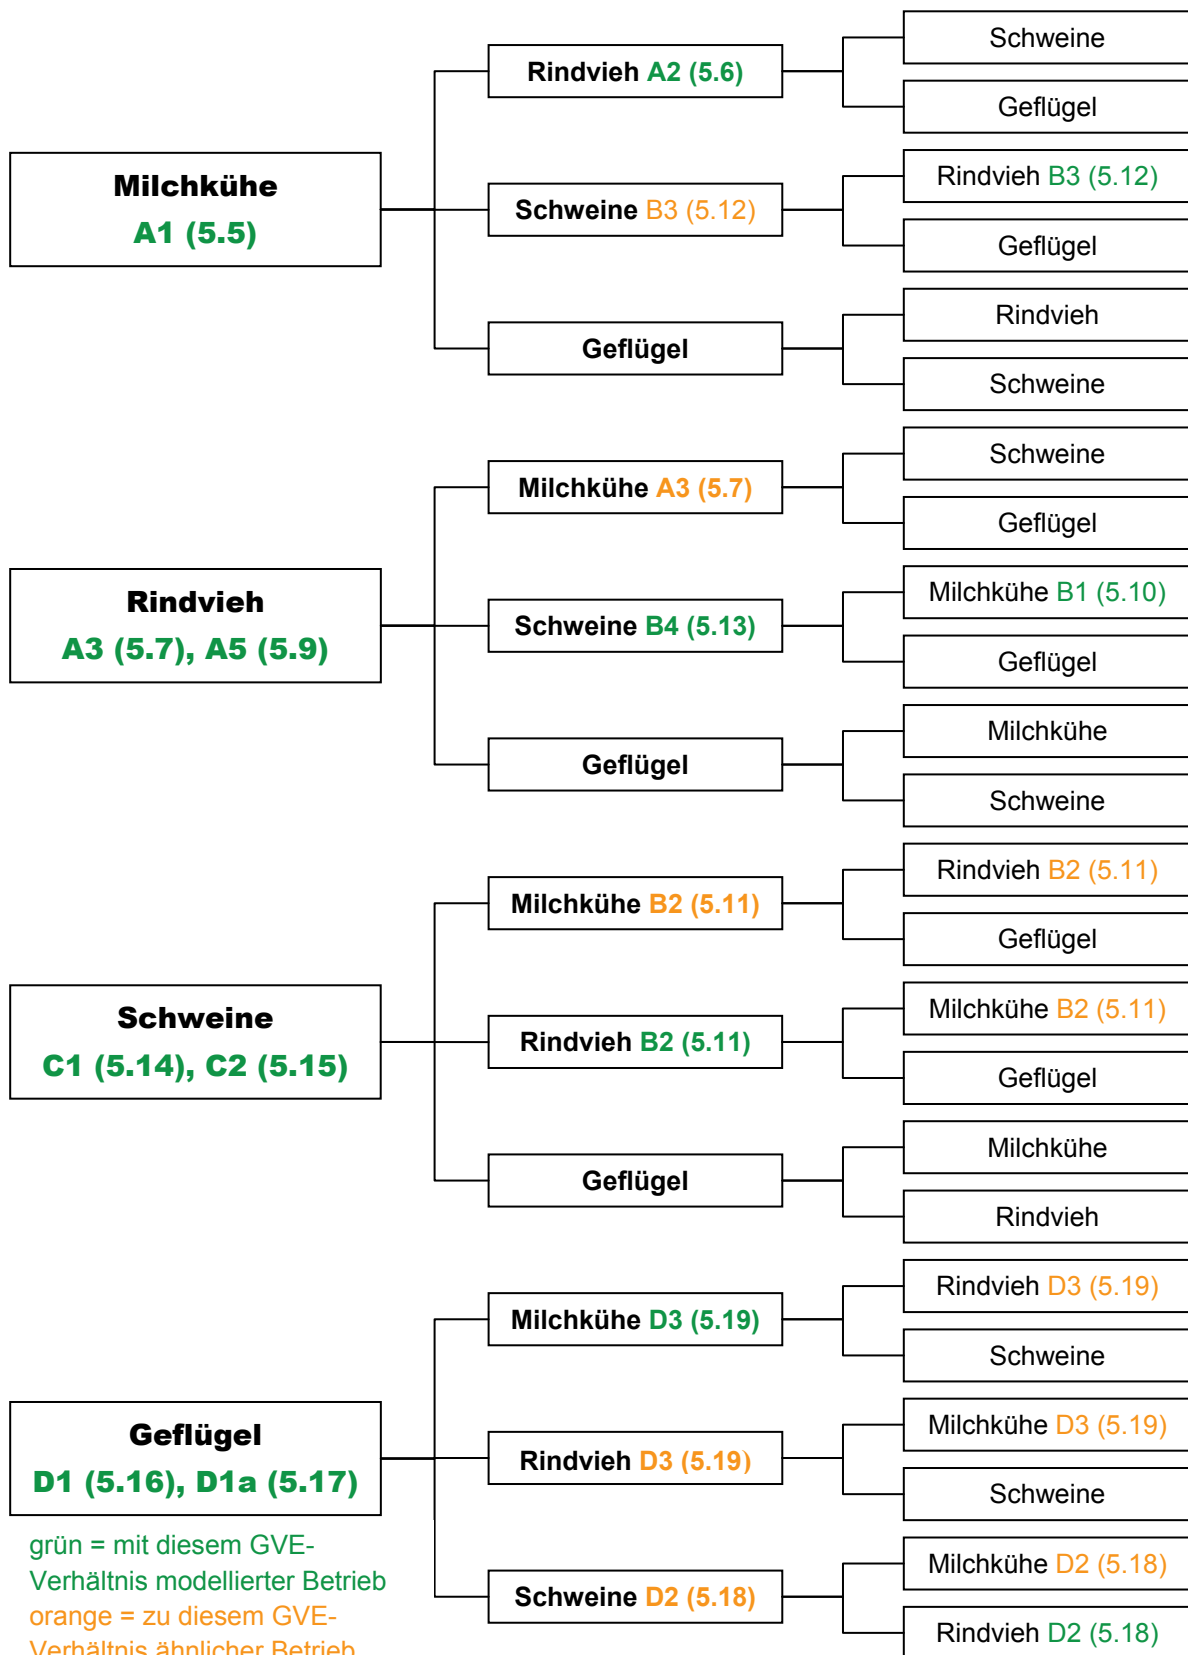 Milchkühe
A1 (5.5)
Rindvieh A2 (5.6)
Schweine
Geflügel
Schweine B3 (5.12)
Rindvieh B3 (5.12)
Geflügel
Geflügel
Rindvieh
Schweine
Rindvieh
A3 (5.7), A5 (5.9)
Milchkühe A3 (5.7)
Schweine
Geflügel
Schweine B4 (5.13)
Milchkühe B1 (5.10)
Geflügel
Geflügel
Milchkühe
Schweine
Schweine
C1 (5.14), C2 (5.15)
Milchkühe B2 (5.11)
Rindvieh B2 (5.11)
Geflügel
Rindvieh B2 (5.11)
Milchkühe B2 (5.11)
Geflügel
Geflügel
Milchkühe
Rindvieh
Geflügel
D1 (5.16), D1a (5.17)
Milchkühe D3 (5.19)
Rindvieh D3 (5.19)
Schweine
Rindvieh D3 (5.19)
Milchkühe D3 (5.19)
Schweine
Schweine D2 (5.18)
Milchkühe D2 (5.18)
Rindvieh D2 (5.18)
grün = mit diesem GVE-
Verhältnis modellierter Betrieb
orange = zu diesem GVE-
Verhältnis ähnlicher Betrieb